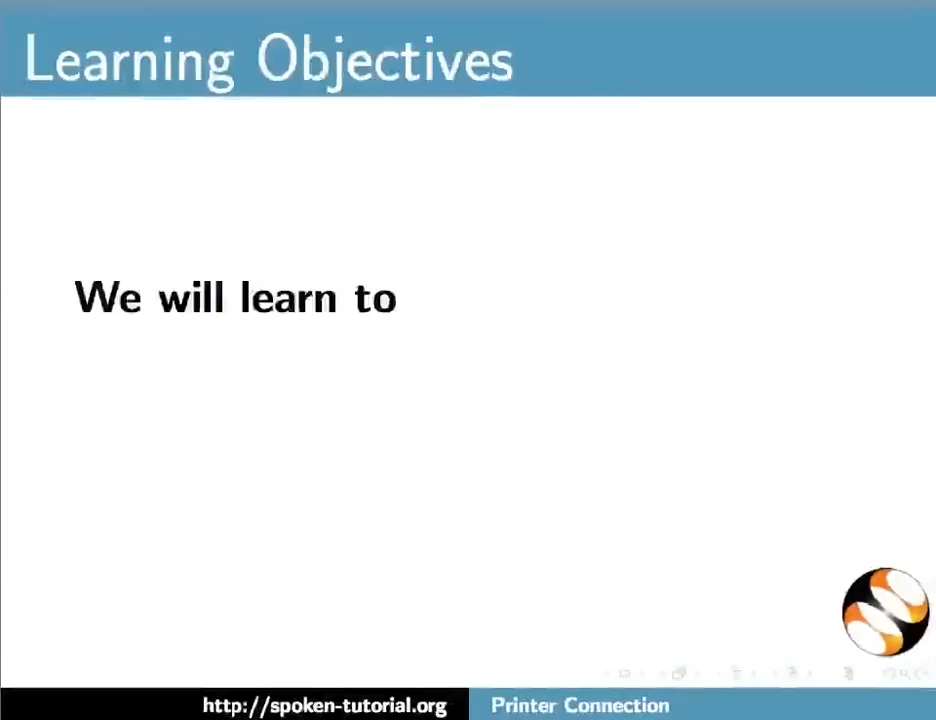 Learning Objectives
We will learn to
http://spoken-tutorial.org
Printer Connection